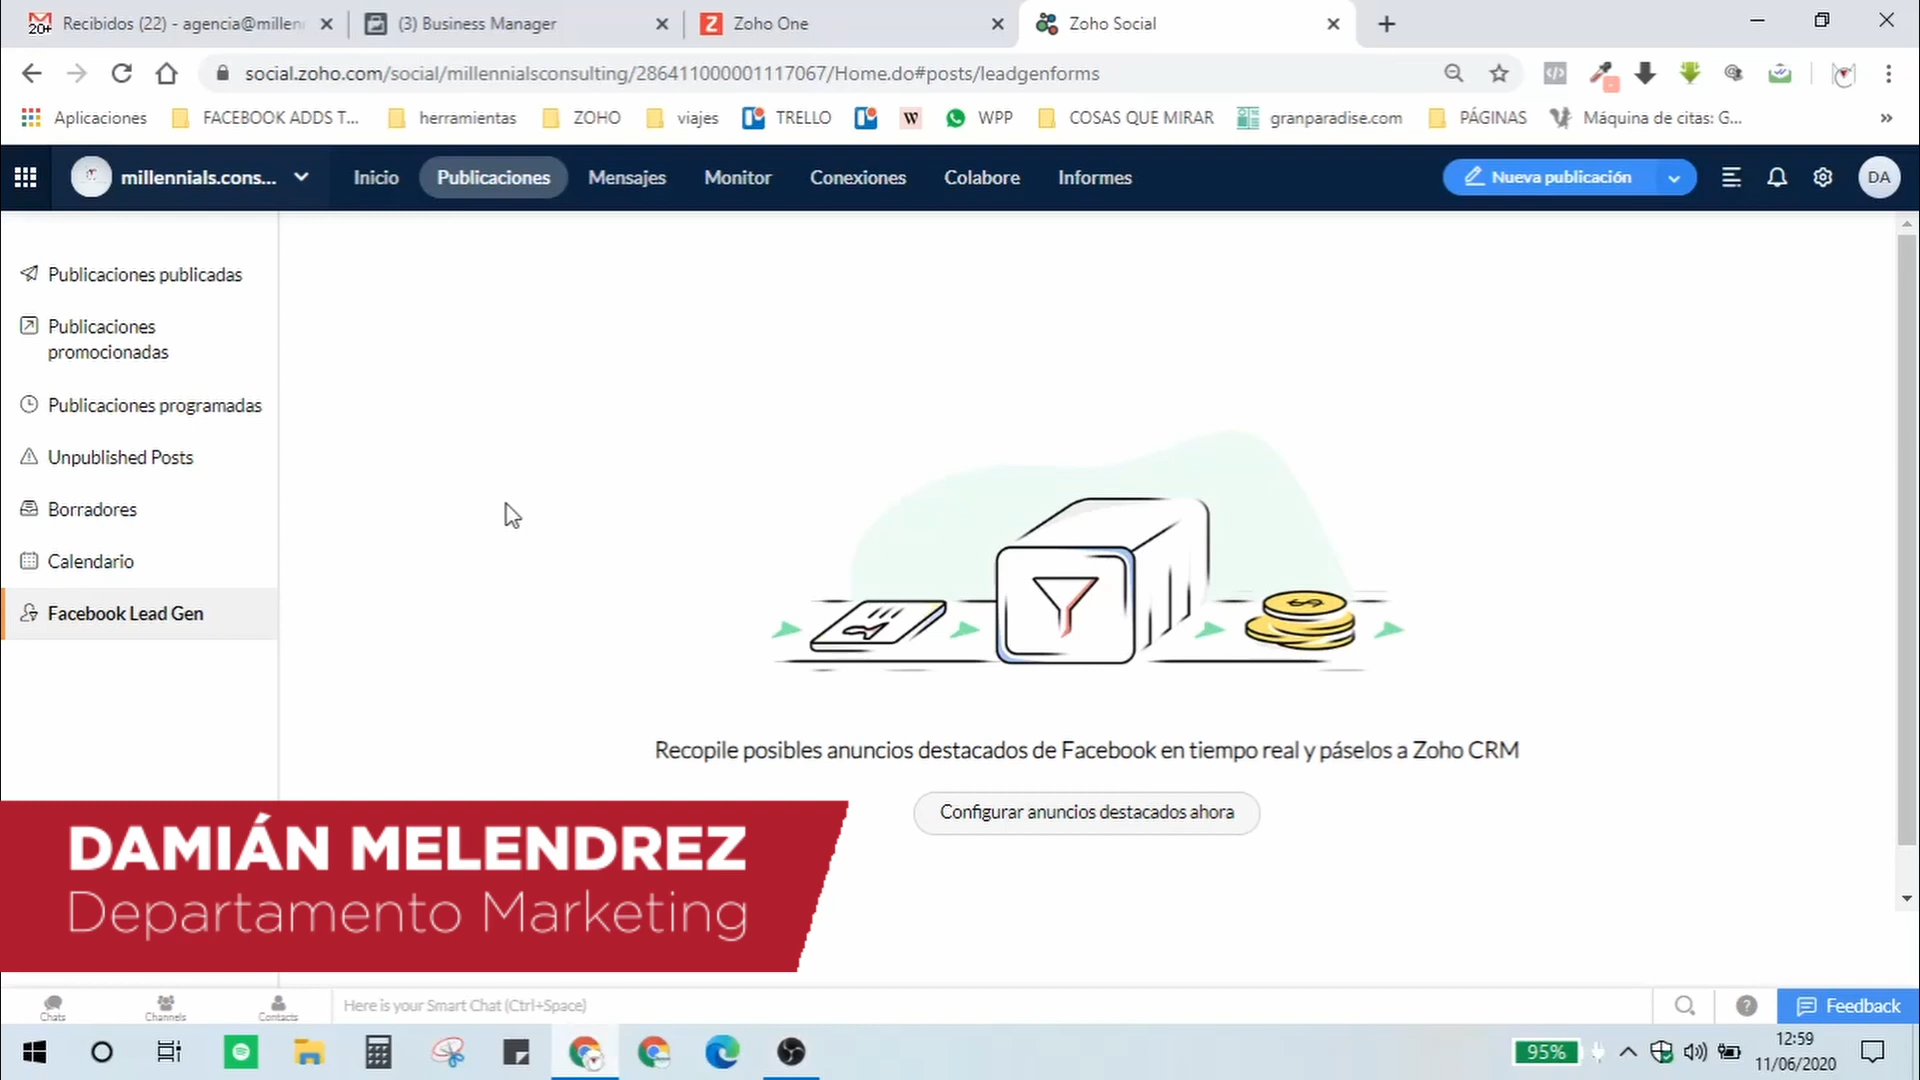 Recibidos (22) - agencia@millen
(3) Business Manager
Zoho One
Zoho Social
social.zoho.com/social/millennialsconsulting/286411000001117067/Home.do#posts/leadgenforms
Aplicaciones
FACEBOOK ADDS T...
herramientas
ZOHO
viajes
TRELLO
W
WPP
COSAS QUE MIRAR
granparadise.com
PÁGINAS
Máquina de citas: G...
»
millennials.cons...
Inicio
Publicaciones
Mensajes
Monitor
Conexiones
Colabore
Informes
Nueva publicación
DA
Publicaciones publicadas
Publicaciones
promocionadas
Publicaciones programadas
Unpublished Posts
Borradores
Calendario
Facebook Lead Gen
Recopile posibles anuncios destacados de Facebook en tiempo real y páselos a Zoho CRM
Configurar anuncios destacados ahora
DAMIÁN MELENDREZ
Departamento Marketing
Chats
Channels
Contacts
Here is your Smart Chat (Ctrl+Space)
Feedback
95%
12:59
11/06/2020